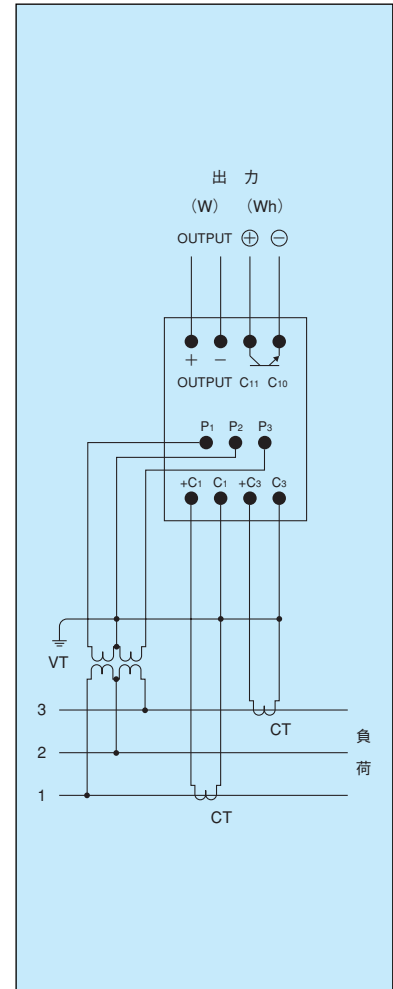 出 力
(W) (Wh)
OUTPUT ⊕ ⊖
+ −
OUTPUT C11 C10
P1 P2 P3
+C1 C1 +C3 C3
VT
3
CT
2
負
荷
1
CT